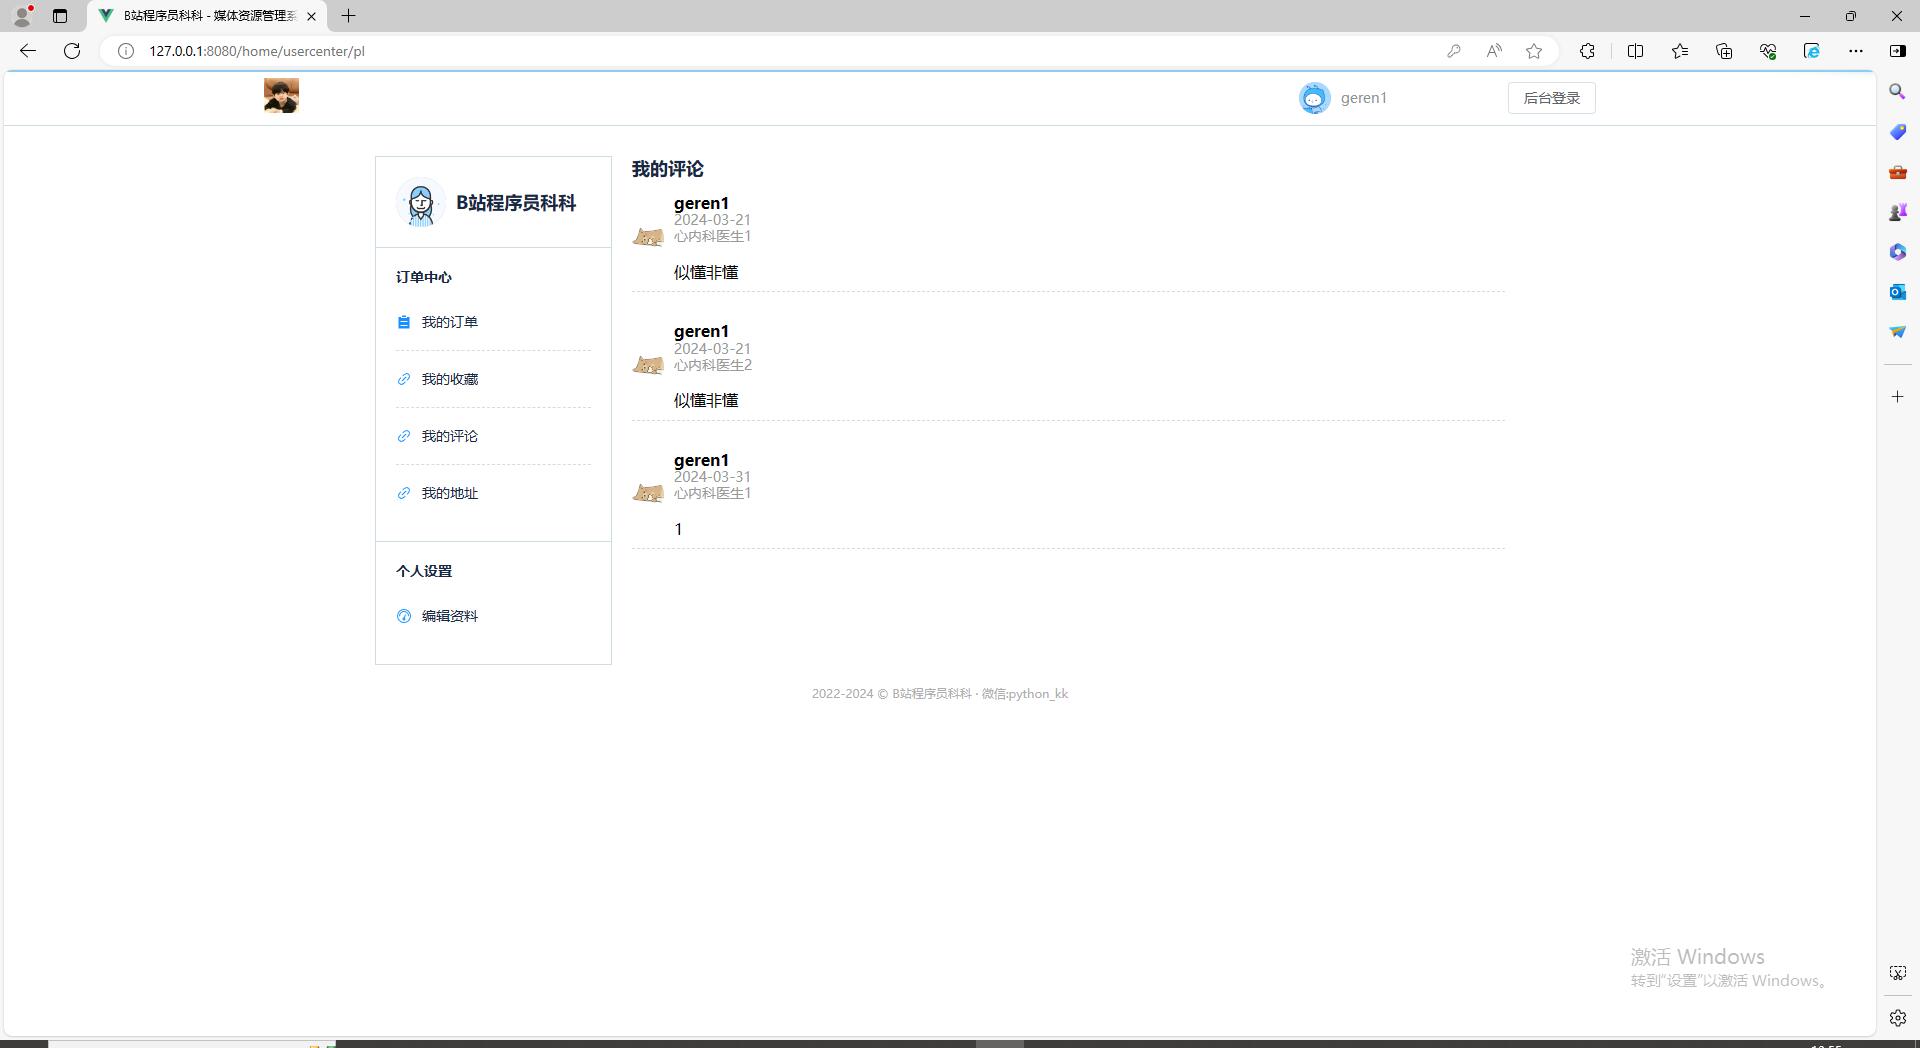 B站程序员科科 - 媒体资源管理系
127.0.0.1:8080/home/usercenter/pl
geren1
后台登录
B站程序员科科
订单中心
我的订单
我的收藏
我的评论
我的地址
个人设置
编辑资料
我的评论
geren1
2024-03-21
心内科医生1
似懂非懂
geren1
2024-03-21
心内科医生2
似懂非懂
geren1
2024-03-31
心内科医生1
1
2022-2024 © B站程序员科科 · 微信:python_kk
激活 Windows
转到"设置"以激活 Windows。